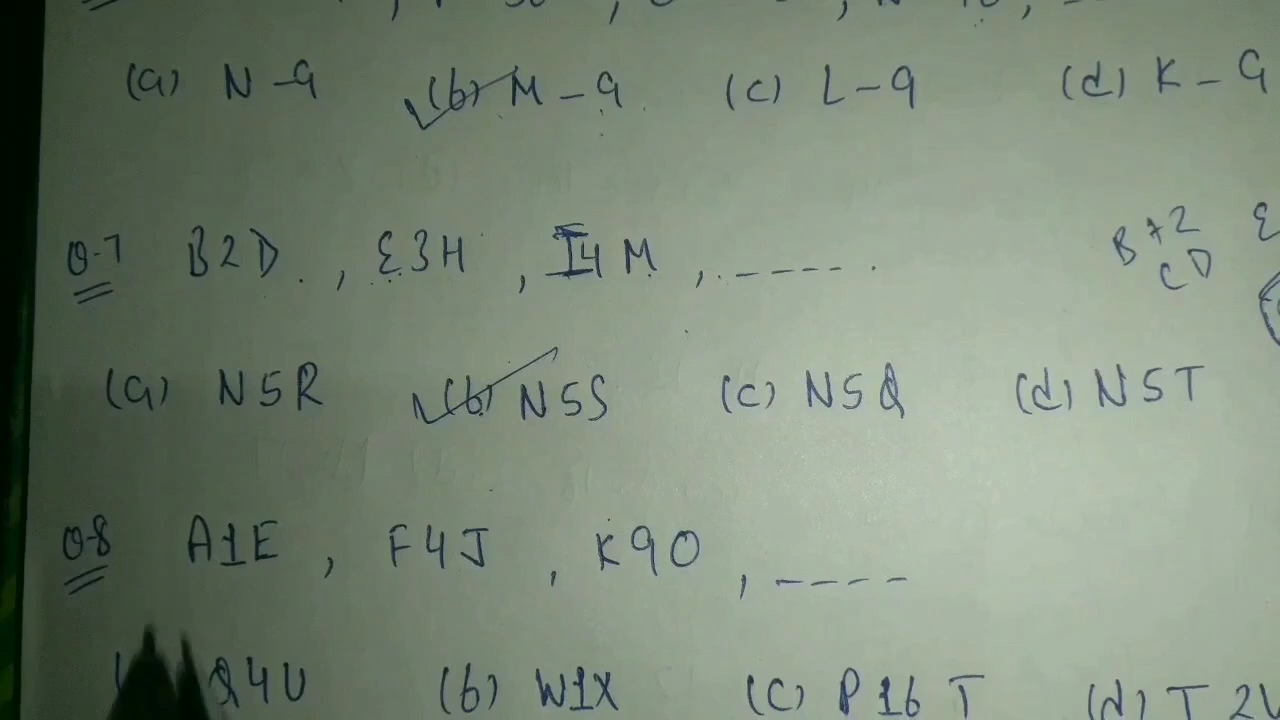 (a) N-9 (b) M-9 (c) L-9 (d) K-9
Q-7 B2D, E3H, I4M, -----. B+2 E
CD
(a) N5R (b) N5S (c) N5Q (d) N5T
Q-8 A1E, F4J, K9O, ----
Q4U (b) W1X (c) P16T (d) T